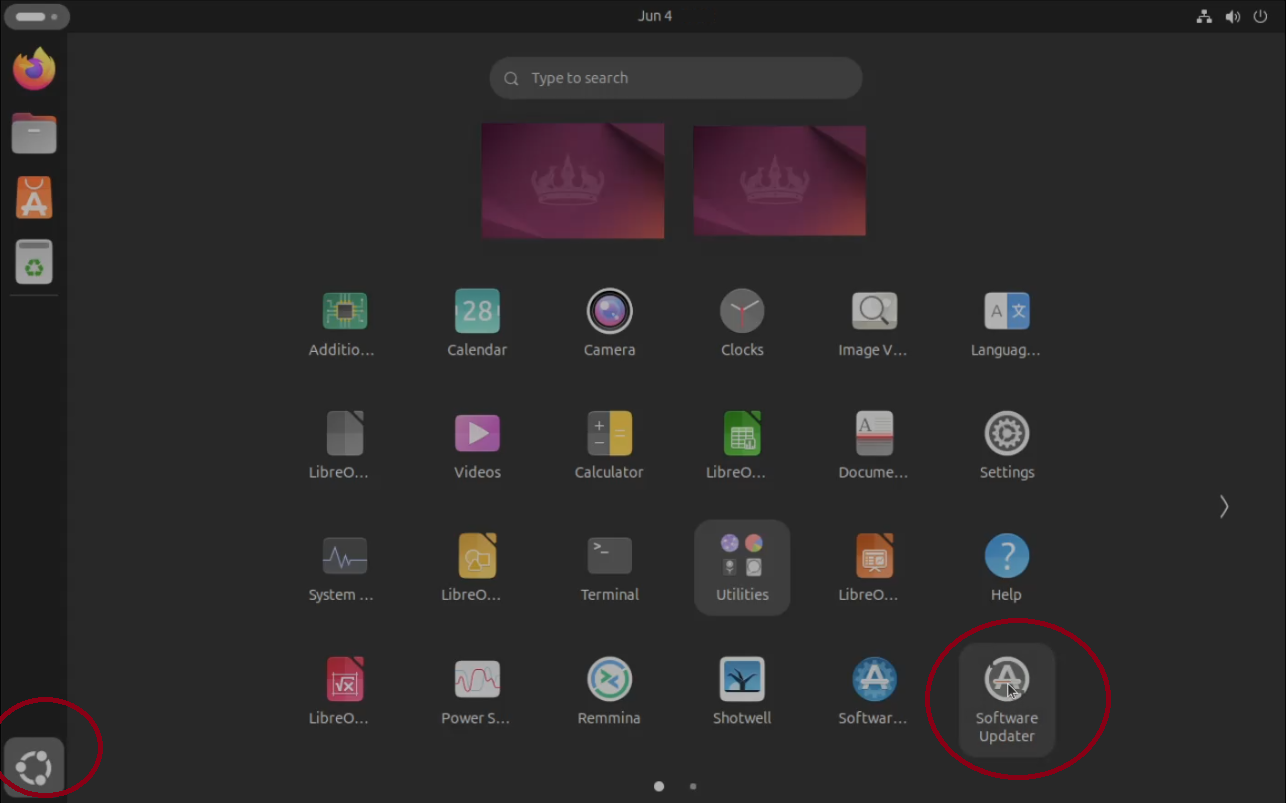 Jun 4
Type to search
28
Additio...
Calendar
Camera
Clocks
Image V...
Languag...
LibreO...
Videos
Calculator
LibreO...
Docume...
Settings
System ...
LibreO...
Terminal
Utilities
LibreO...
Help
LibreO...
Power S...
Remmina
Shotwell
Softwar...
Software
Updater